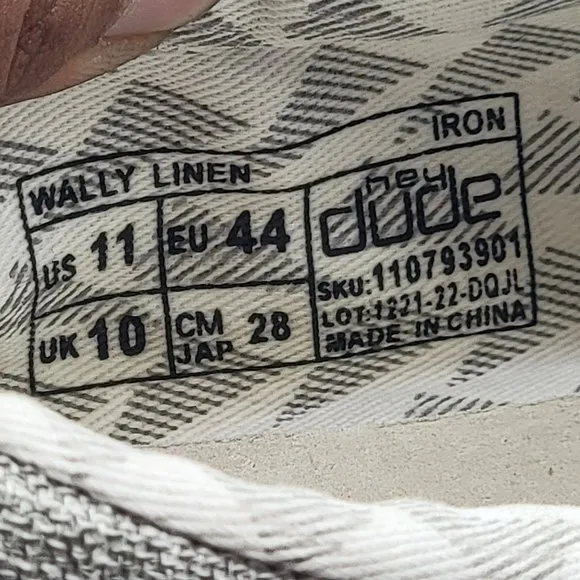 WALLY LINEN IRON
US 11 EU 44
UK 10 CM JAP 28
hey dude
SKU:110793901
LOT:1221-22-DQJL
MADE IN CHINA